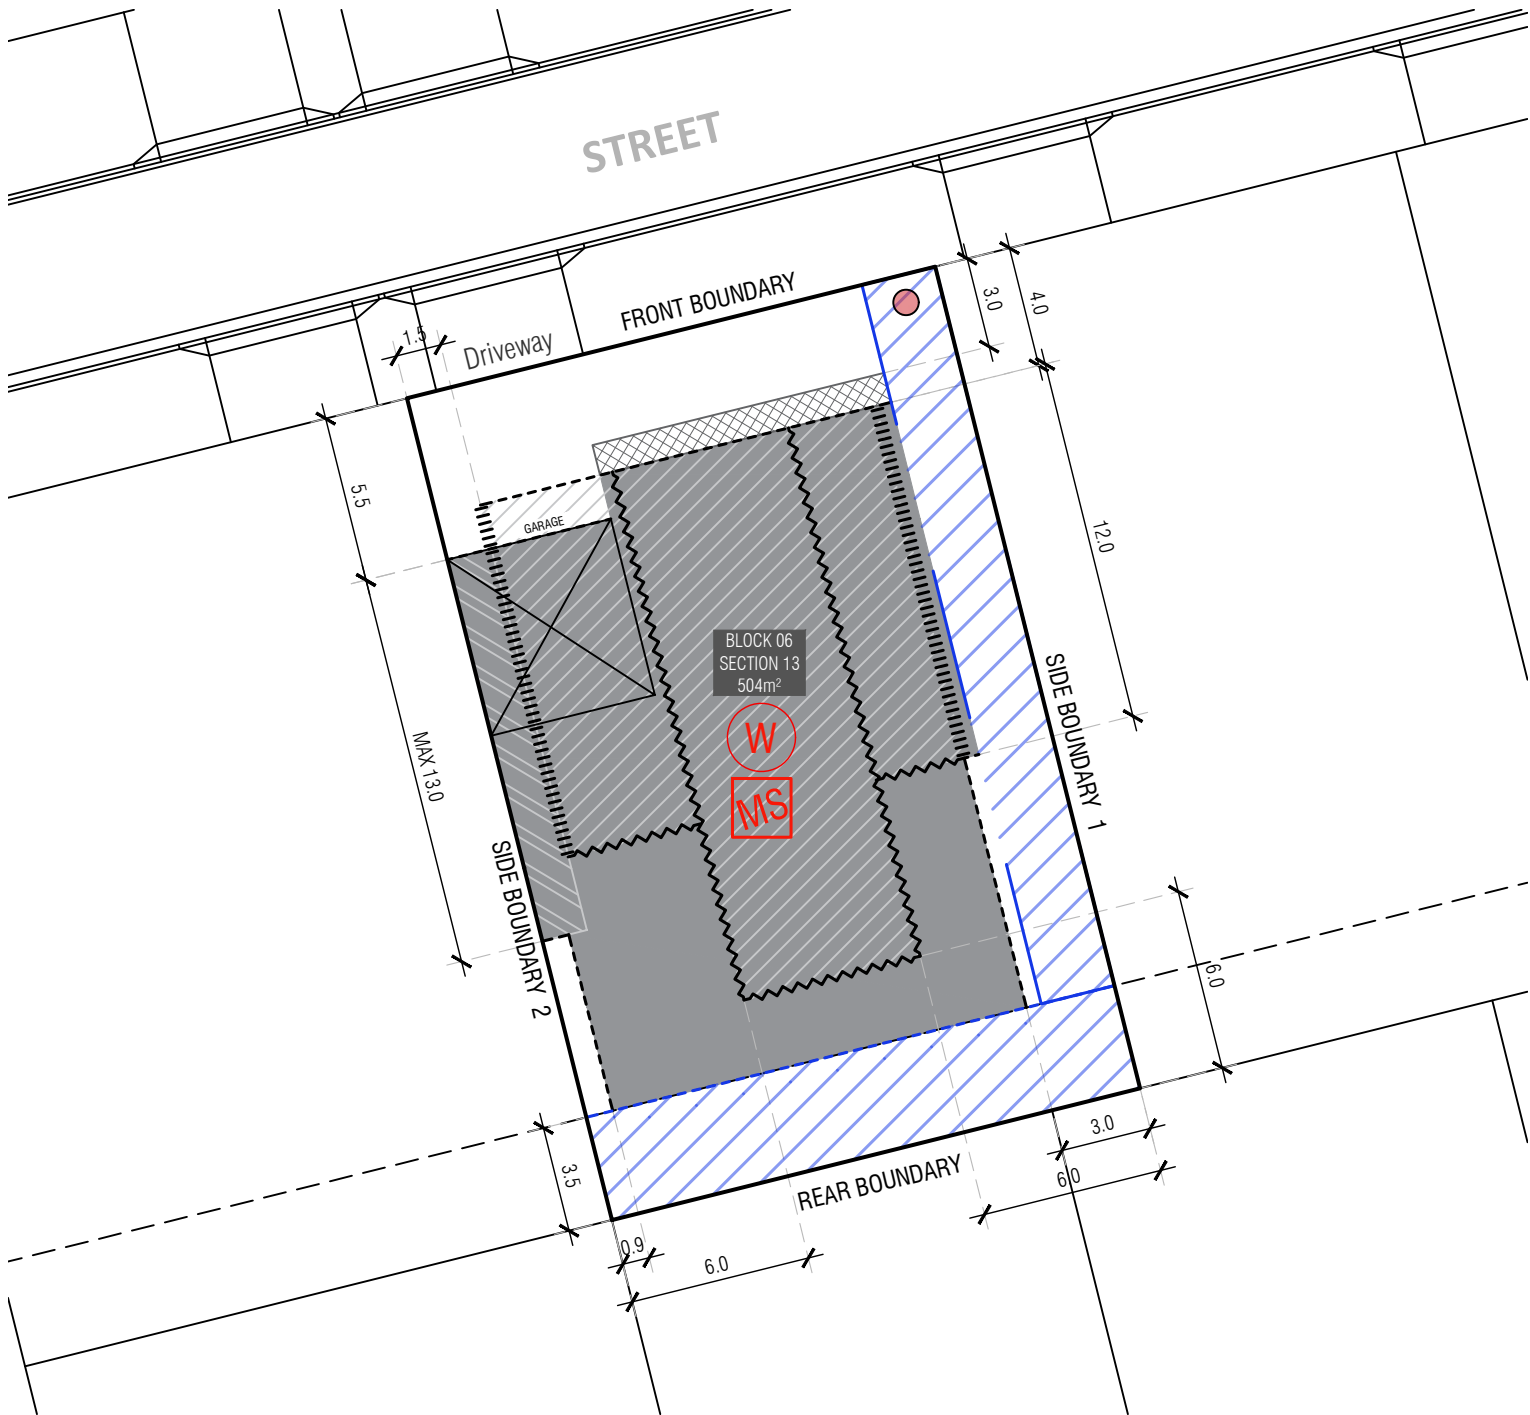 STREET
FRONT BOUNDARY
3.0
4.0
1.5
Driveway
5.5
GARAGE
12.0
BLOCK 06
SECTION 13
504m²
W
MS
MAX 13.0
SIDE BOUNDARY 1
SIDE BOUNDARY 2
6.0
3.5
REAR BOUNDARY
3.0
6.0
0.9
6.0